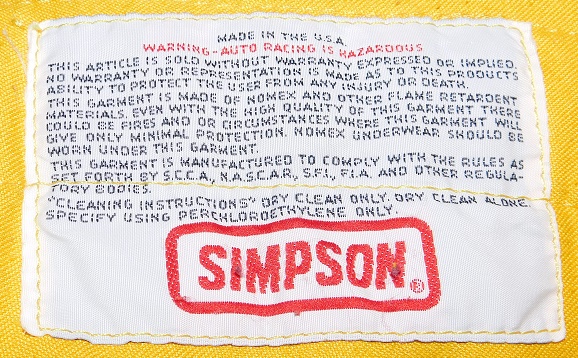 MADE IN THE U.S.A.
WARNING-AUTO RACING IS HAZARDOUS
THIS ARTICLE IS SOLD WITHOUT WARRANTY EXPRESSED OR IMPLIED.
NO WARRANTY OR REPRESENTATION IS MADE AS TO THIS PRODUCTS
ABILITY TO PROTECT THE USER FROM ANY INJURY OR DEATH.
THIS GARMENT IS MADE OF NOMEX AND OTHER FLAME RETARDENT
MATERIALS. EVEN WITH THE HIGH QUALITY OF THIS GARMENT THERE
COULD BE FIRES AND OR CIRCUMSTANCES WHERE THIS GARMENT WILL
GIVE ONLY MINIMAL PROTECTION. NOMEX UNDERWEAR SHOULD BE
WORN UNDER THIS GARMENT.
THIS GARMENT IS MANUFACTURED TO COMPLY WITH THE RULES AS
SET FORTH BY S.C.C.A., N.A.S.C.A.R., S.F.I., F.I.A. AND OTHER REGULA-
TORY BODIES.
"CLEANING INSTRUCTIONS" DRY CLEAN ONLY. DRY CLEAN ALONE.
SPECIFY USING PERCHLOROETHYLENE ONLY.
SIMPSON®